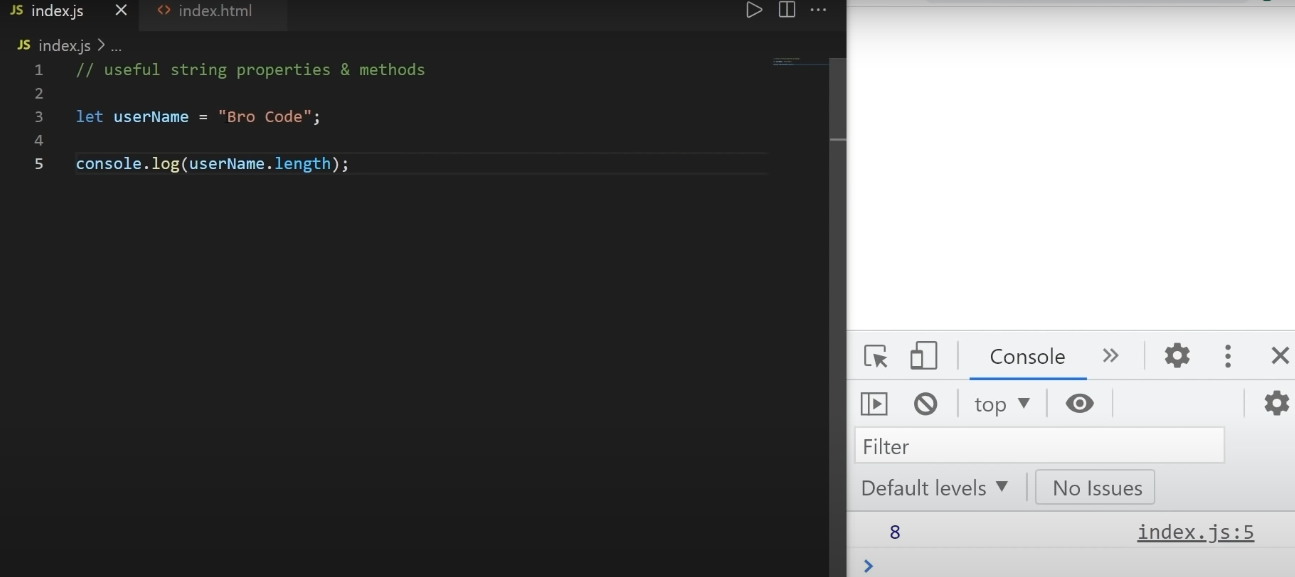 JS index.js × <> index.html
JS index.js > ...
1 // useful string properties & methods
2
3 let userName = "Bro Code";
4
5 console.log(userName.length);
Console
top
Filter
Default levels No Issues
8 index.js:5